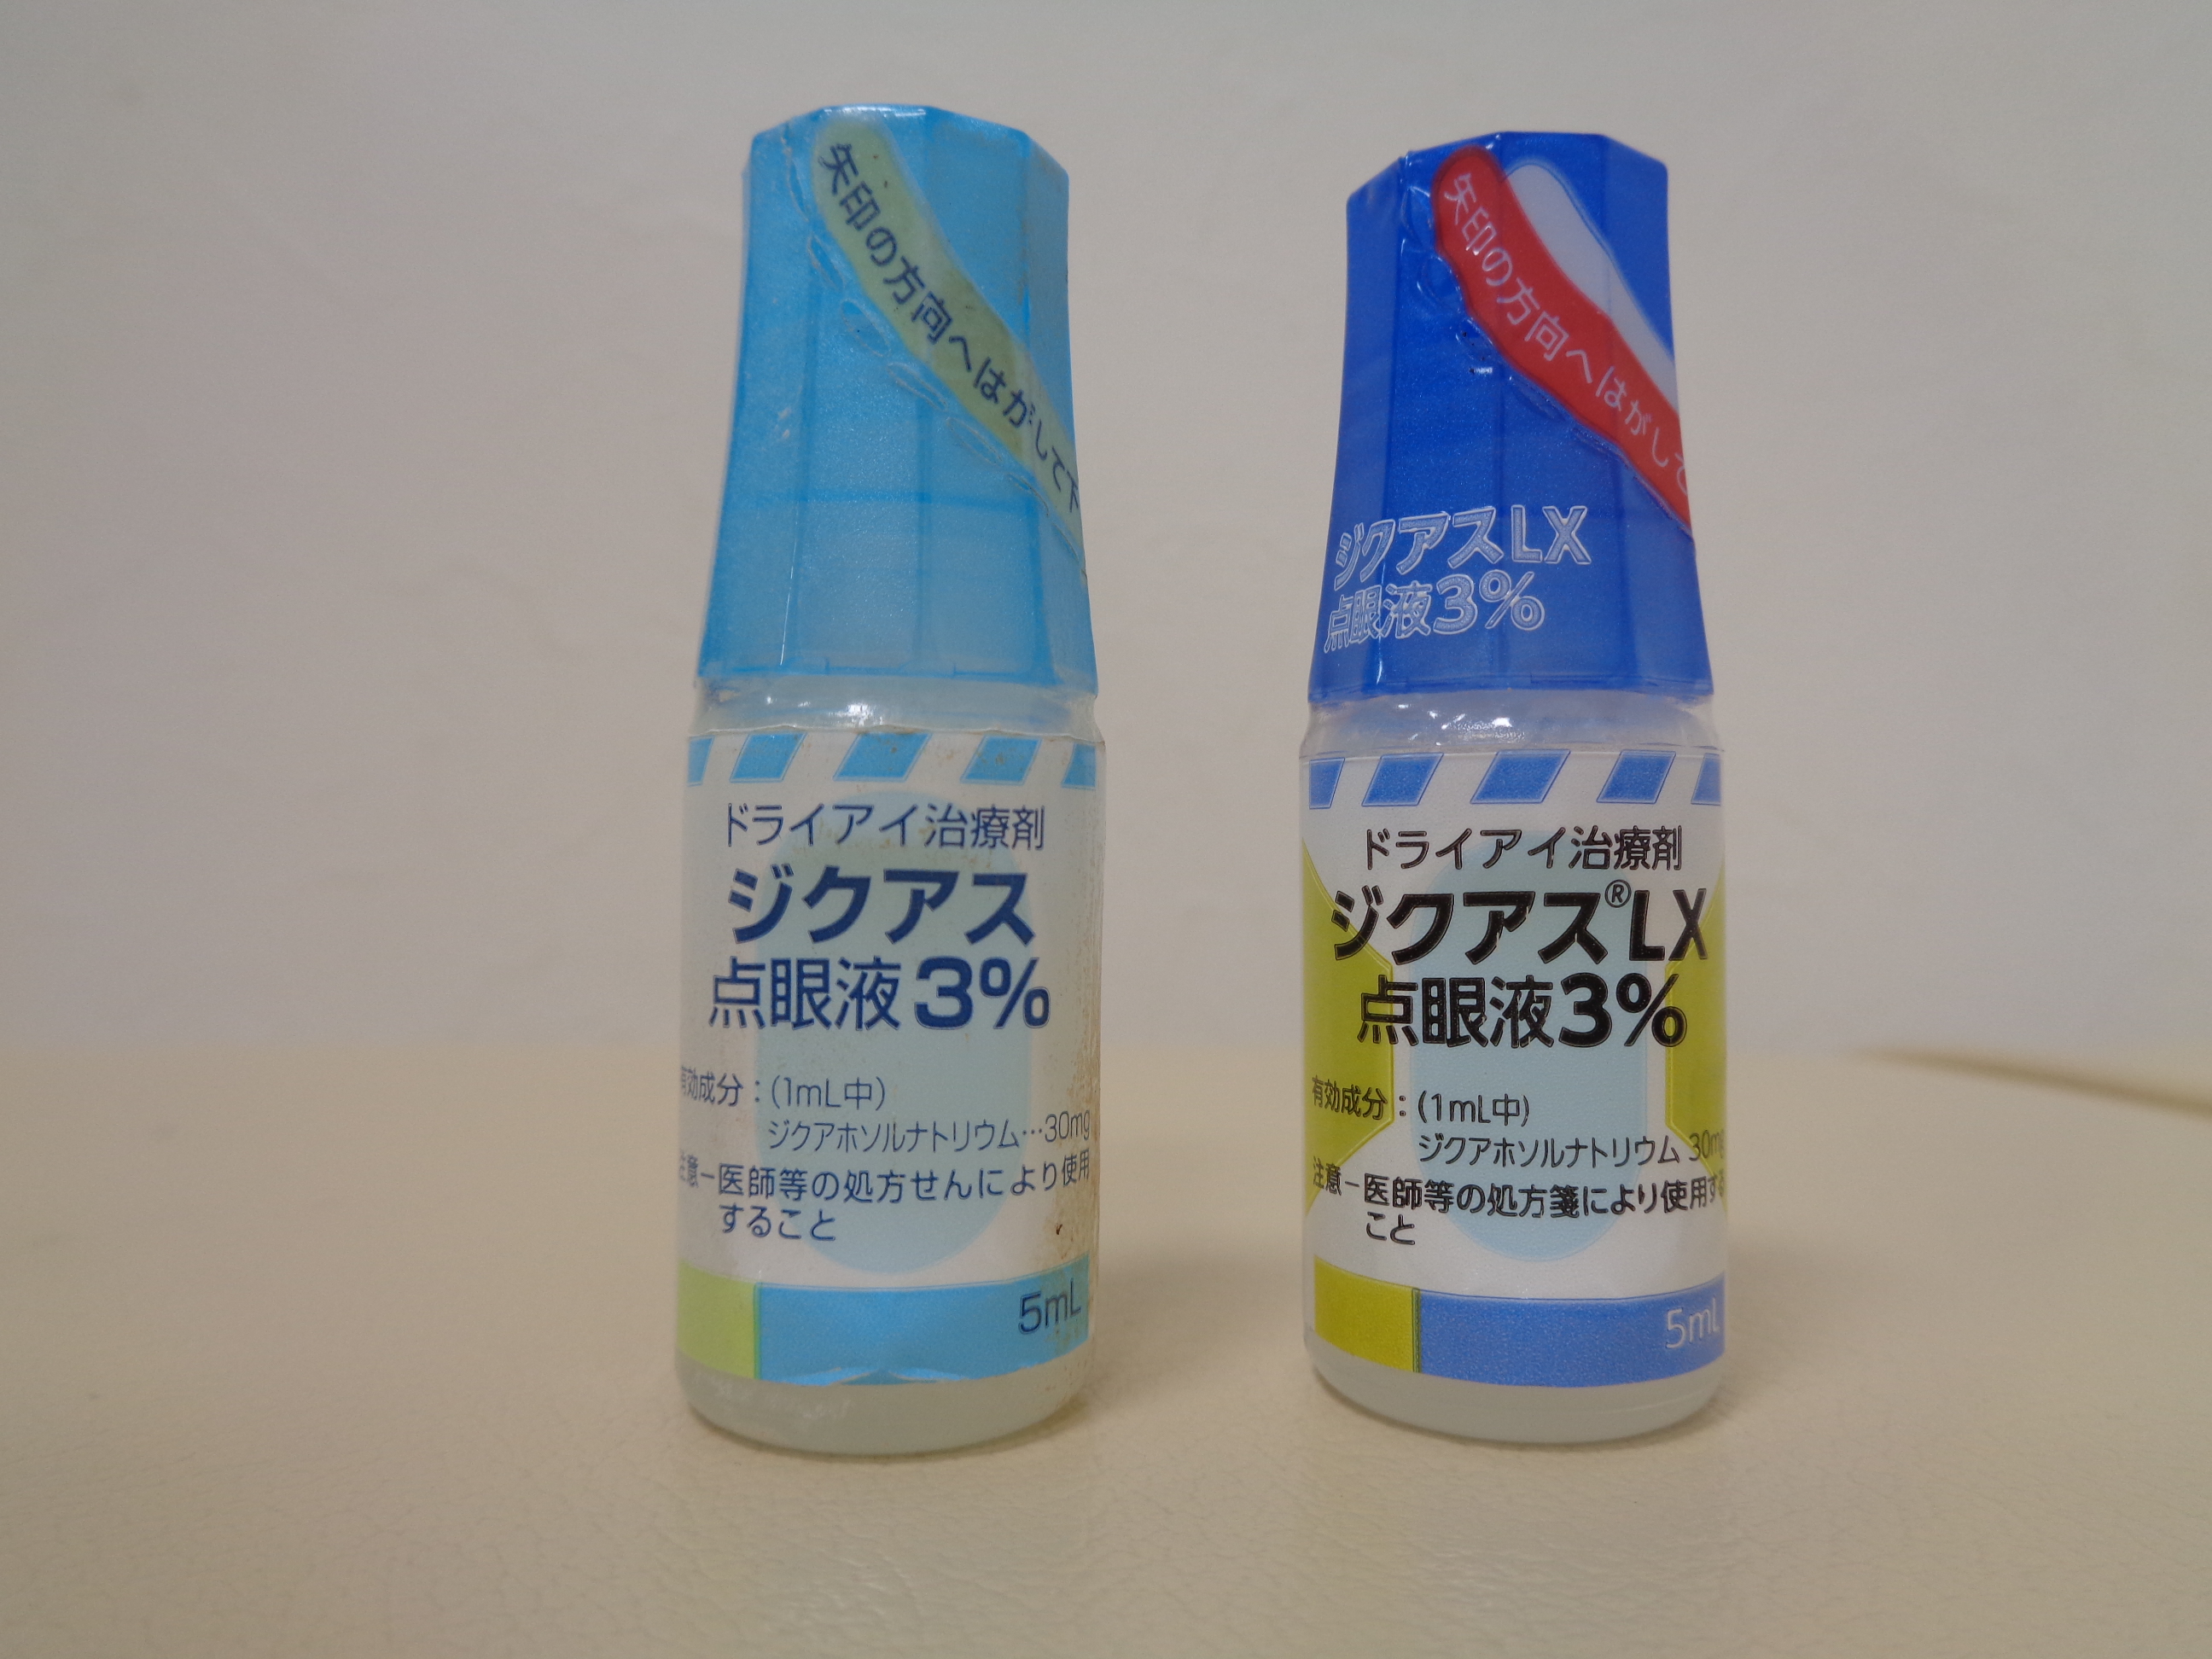 矢印の方向へはがして下
ドライアイ治療剤
ジクアス
点眼液3%
有効成分：(1mL中)
ジクアホソルナトリウム…30mg
注意－医師等の処方せんにより使用
すること
5mL
矢印の方向へはがして
ジクアスLX
点眼液3%
ドライアイ治療剤
ジクアス®LX
点眼液3%
有効成分：(1mL中)
ジクアホソルナトリウム 30mg
注意－医師等の処方箋により使用する
こと
5mL